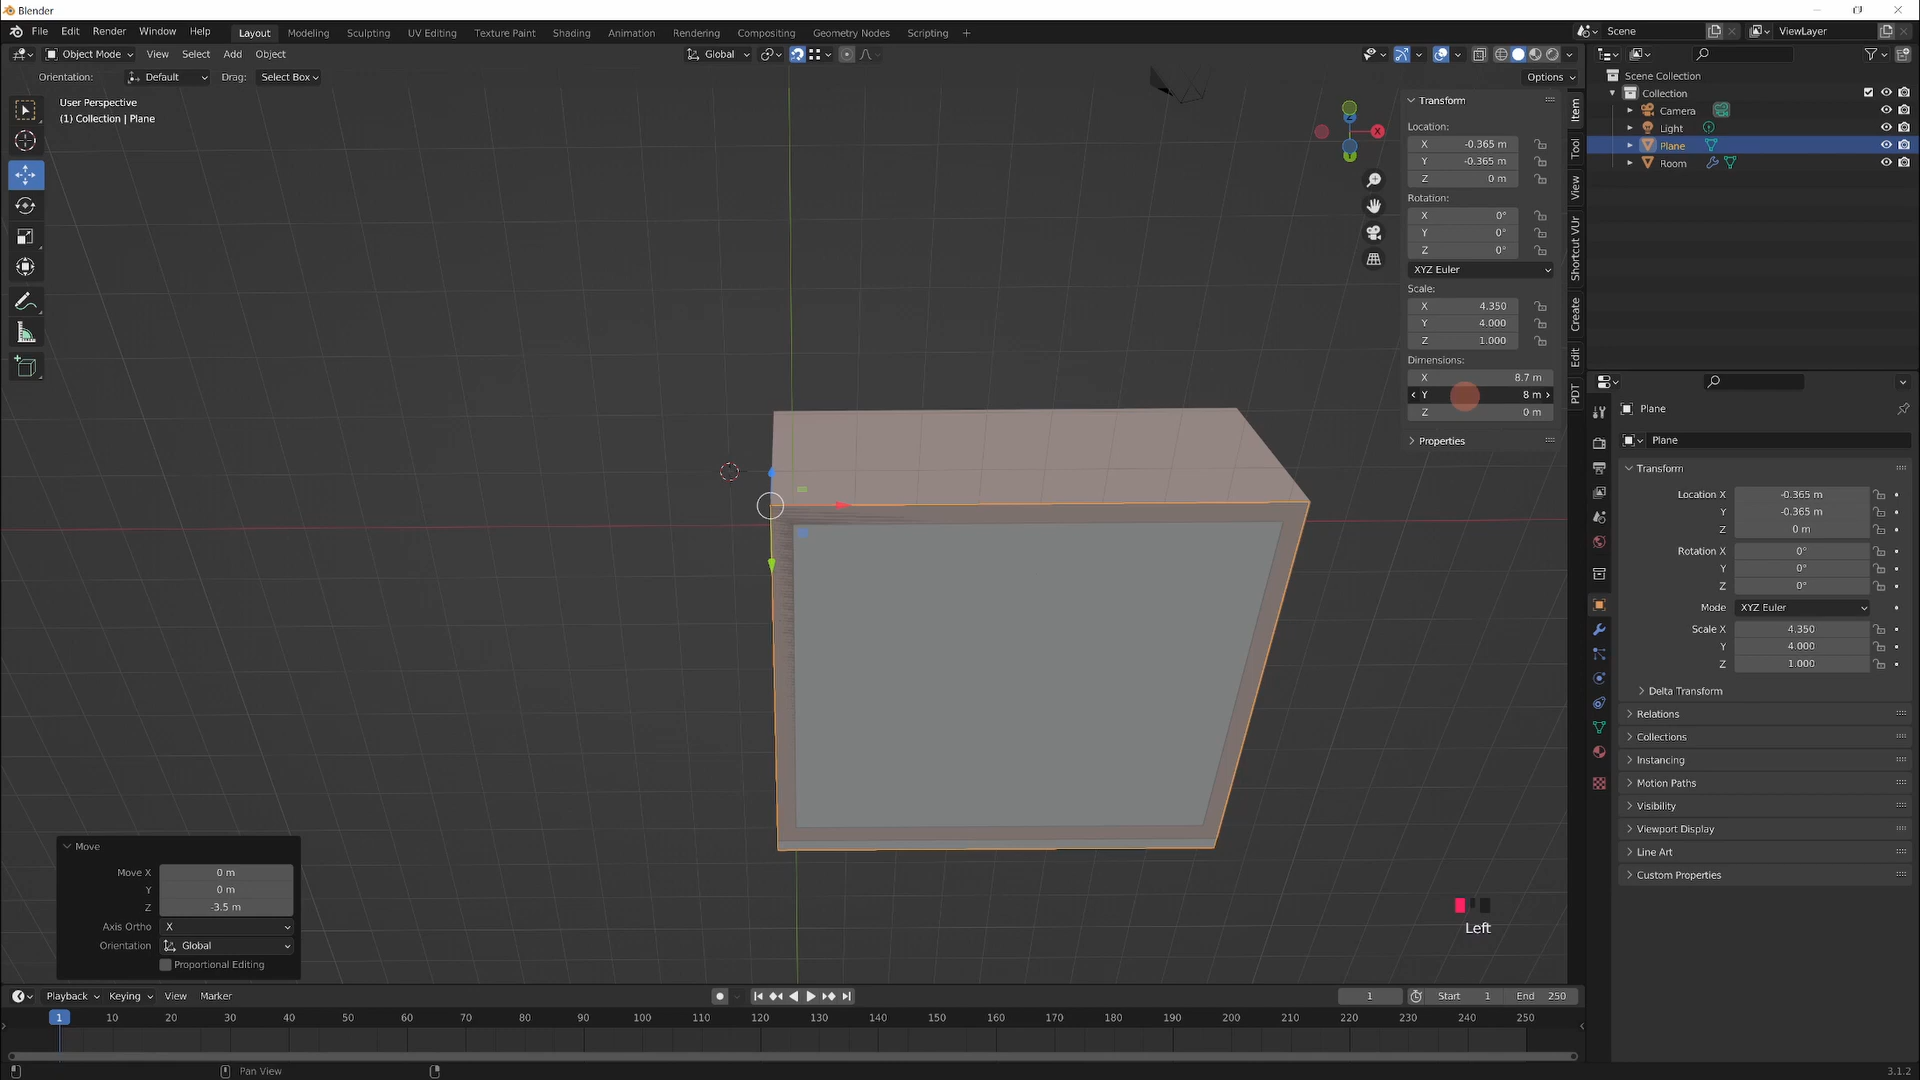 Blender
File Edit Render Window Help
Layout Modeling Sculpting UV Editing Texture Paint Shading Animation Rendering Compositing Geometry Nodes Scripting +
Scene
ViewLayer
Object Mode View Select Add Object
Global
Orientation: Default Drag: Select Box
Options
User Perspective
(1) Collection | Plane
Transform
Location:
X -0.365 m
Y -0.365 m
Z 0 m
Rotation:
X 0°
Y 0°
Z 0°
XYZ Euler
Scale:
X 4.350
Y 4.000
Z 1.000
Dimensions:
X 8.7 m
Y 8 m
Z 0 m
Properties
Item
Tool
View
Shortcut VUr
Create
Edit
PDT
X
Z
Y
Scene Collection
Collection
Camera
Light
Plane
Room
Plane
Plane
Transform
Location X -0.365 m
Y -0.365 m
Z 0 m
Rotation X 0°
Y 0°
Z 0°
Mode XYZ Euler
Scale X 4.350
Y 4.000
Z 1.000
Delta Transform
Relations
Collections
Instancing
Motion Paths
Visibility
Viewport Display
Line Art
Custom Properties
Move
Move X 0 m
Y 0 m
Z -3.5 m
Axis Ortho X
Orientation Global
Proportional Editing
Left
Playback Keying View Marker
1 Start 1 End 250
1 10 20 30 40 50 60 70 80 90 100 110 120 130 140 150 160 170 180 190 200 210 220 230 240 250
Pan View
3.1.2